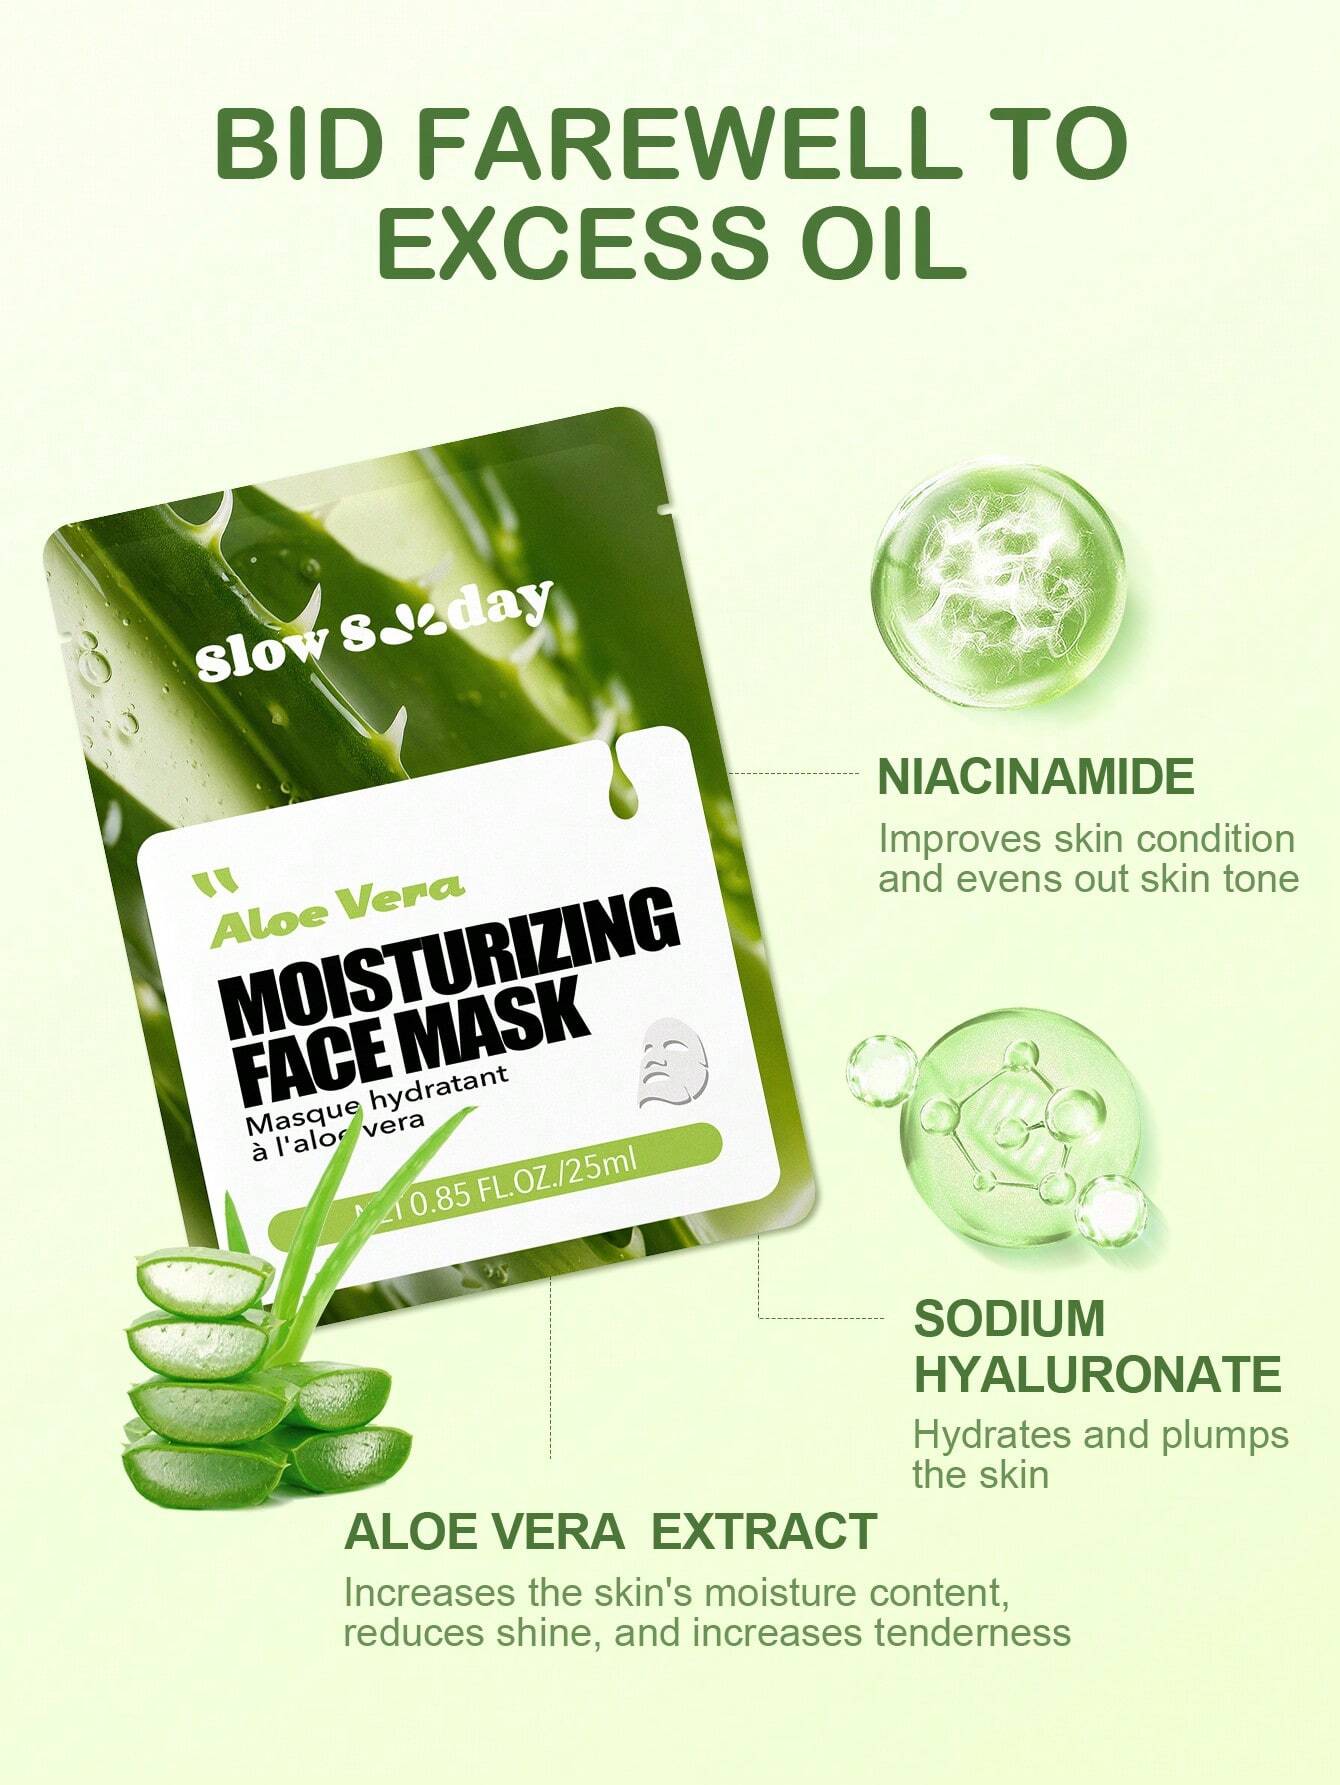 BID FAREWELL TO
EXCESS OIL
Slow Sunday
Aloe Vera
MOISTURIZING
FACE MASK
Masque hydratant
à l'aloe vera
NET 0.85 FL.OZ./25ml
NIACINAMIDE
Improves skin condition
and evens out skin tone
SODIUM
HYALURONATE
Hydrates and plumps
the skin
ALOE VERA EXTRACT
Increases the skin's moisture content,
reduces shine, and increases tenderness